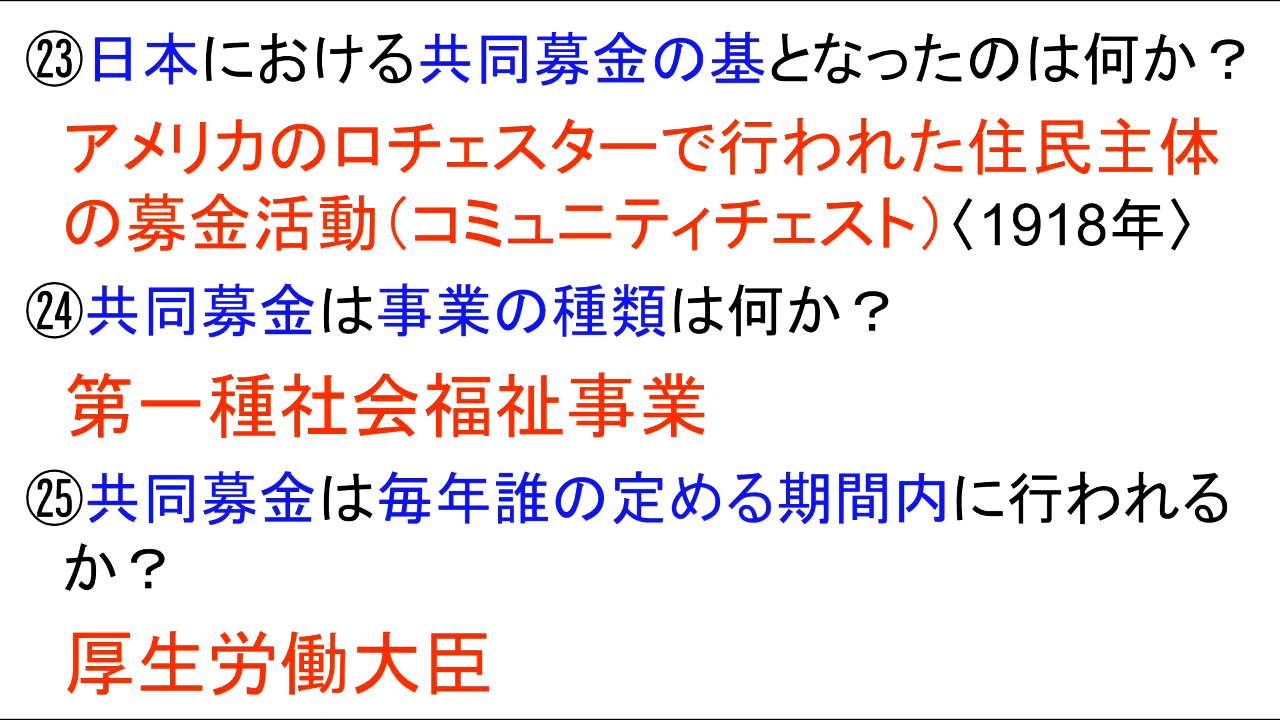 ㉓日本における共同募金の基となったのは何か？
アメリカのロチェスターで行われた住民主体
の募金活動（コミュニティチェスト）〈1918年〉
㉔共同募金は事業の種類は何か？
第一種社会福祉事業
㉕共同募金は毎年誰の定める期間内に行われる
か？
厚生労働大臣